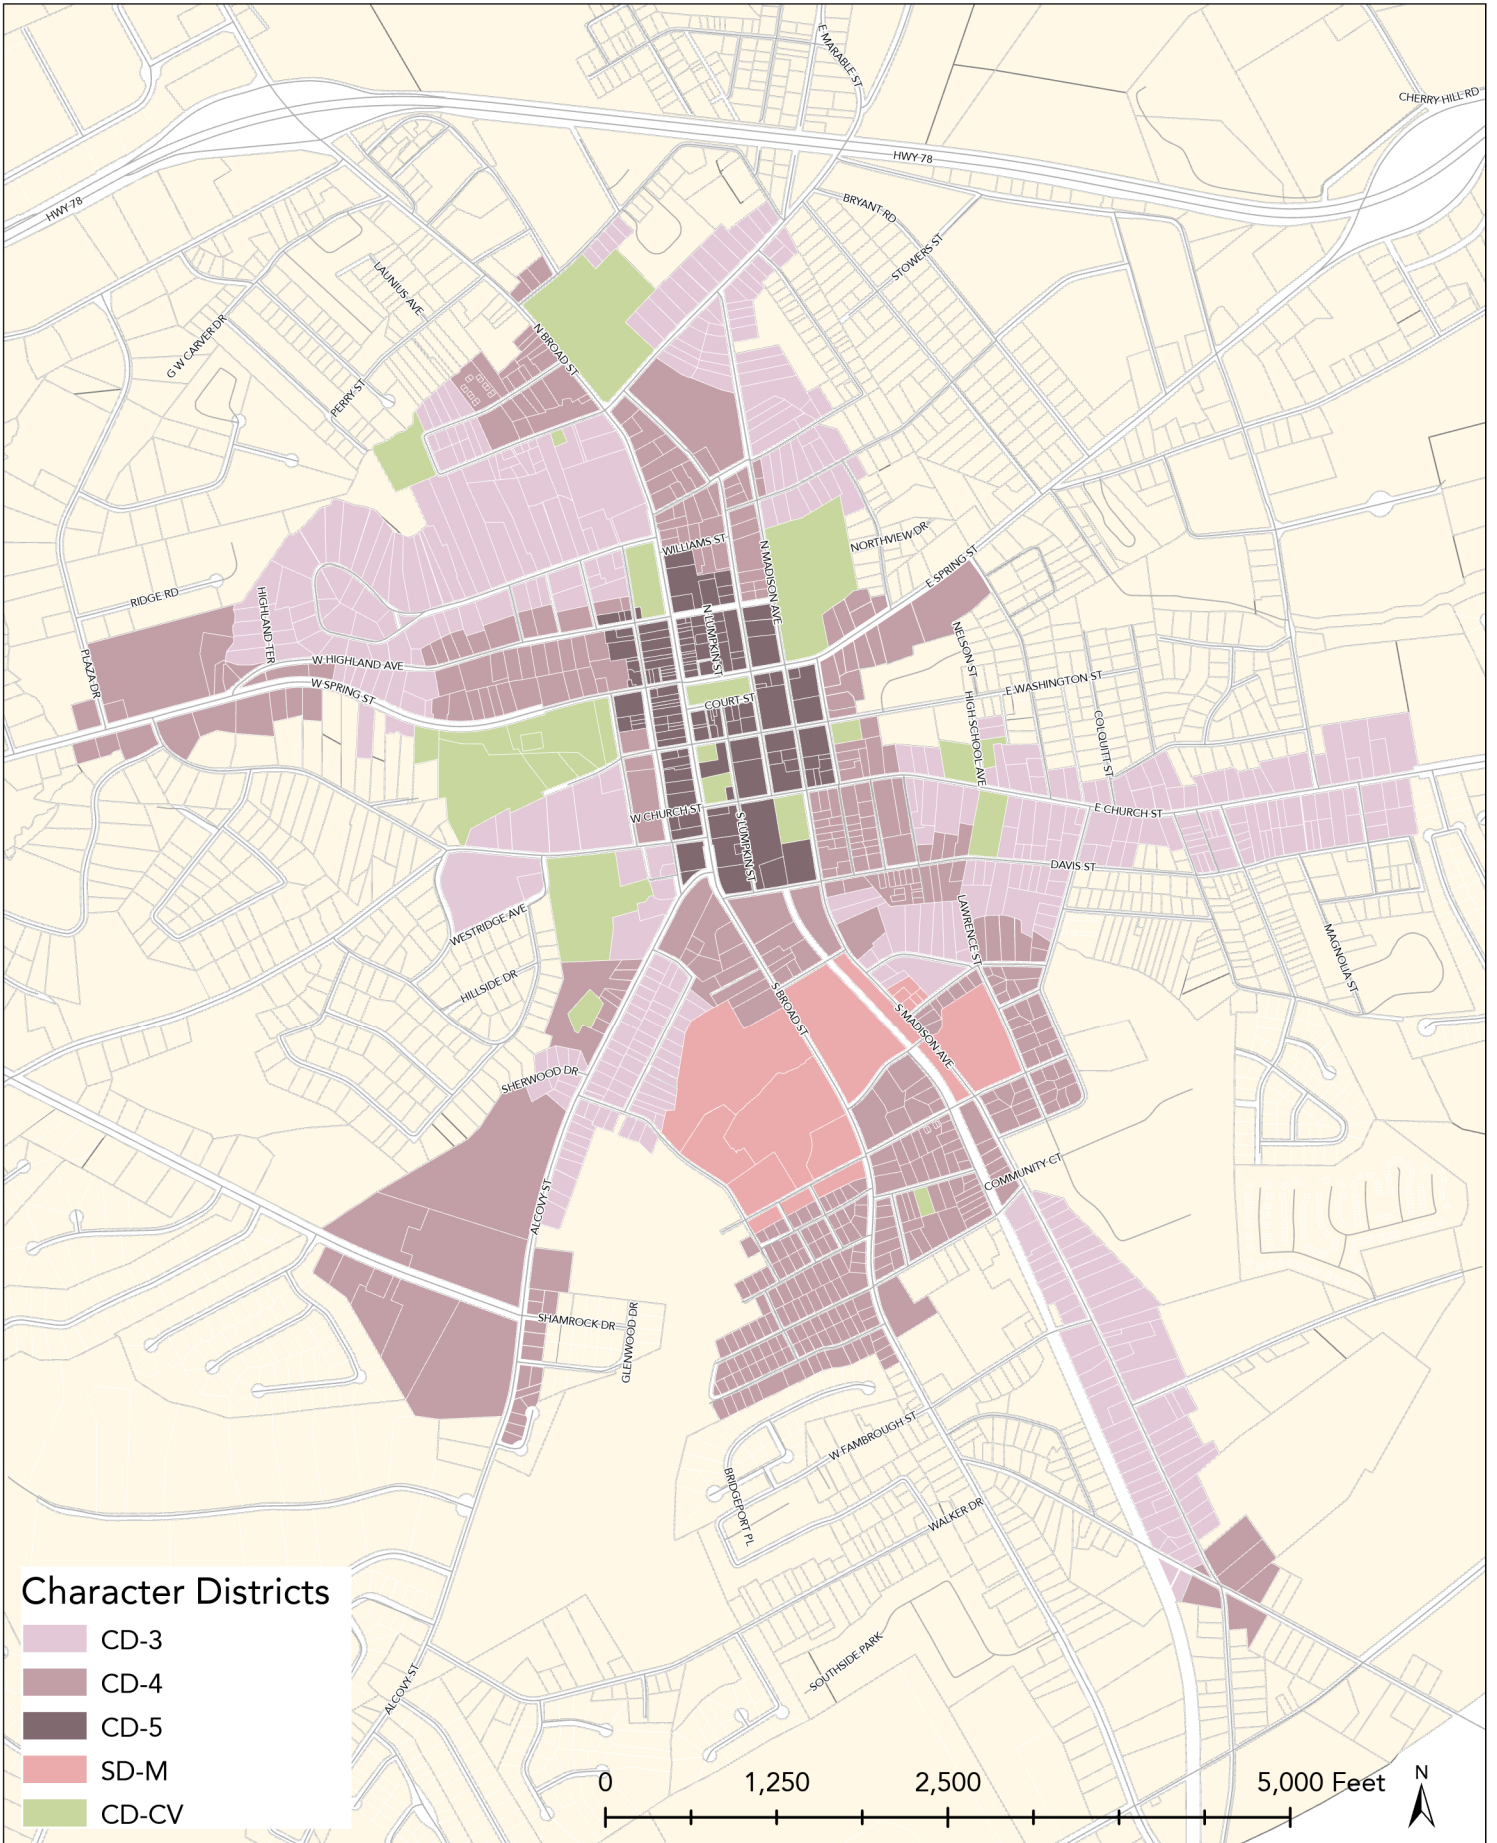 E MARABLE ST
CHERRY HILL RD
HWY 78
HWY 78
BRYANT RD
STOWERS ST
LAUNIUS AVE
G W CARVER DR
N BROAD ST
PERRY ST
WILLIAMS ST
N MADISON AVE
NORTHVIEW DR
E SPRING ST
RIDGE RD
HIGHLAND TER
N LUMPKIN ST
NELSON ST
PLAZA DR
W HIGHLAND AVE
W SPRING ST
COURT ST
E WASHINGTON ST
HIGH SCHOOL AVE
COLQUITT ST
W CHURCH ST
S LUMPKIN ST
E CHURCH ST
DAVIS ST
WESTRIDGE AVE
LAWRENCE ST
MAGNOLIA ST
HILLSIDE DR
S BROAD ST
S MADISON AVE
SHERWOOD DR
COMMUNITY CT
ALCOVY ST
SHAMROCK DR
GLENWOOD DR
W FAMBROUGH ST
BRIDGEPORT PL
WALKER DR
SOUTHSIDE PARK
ALCOVY ST
Character Districts
CD-3
CD-4
CD-5
SD-M
CD-CV
0 1,250 2,500 5,000 Feet
N